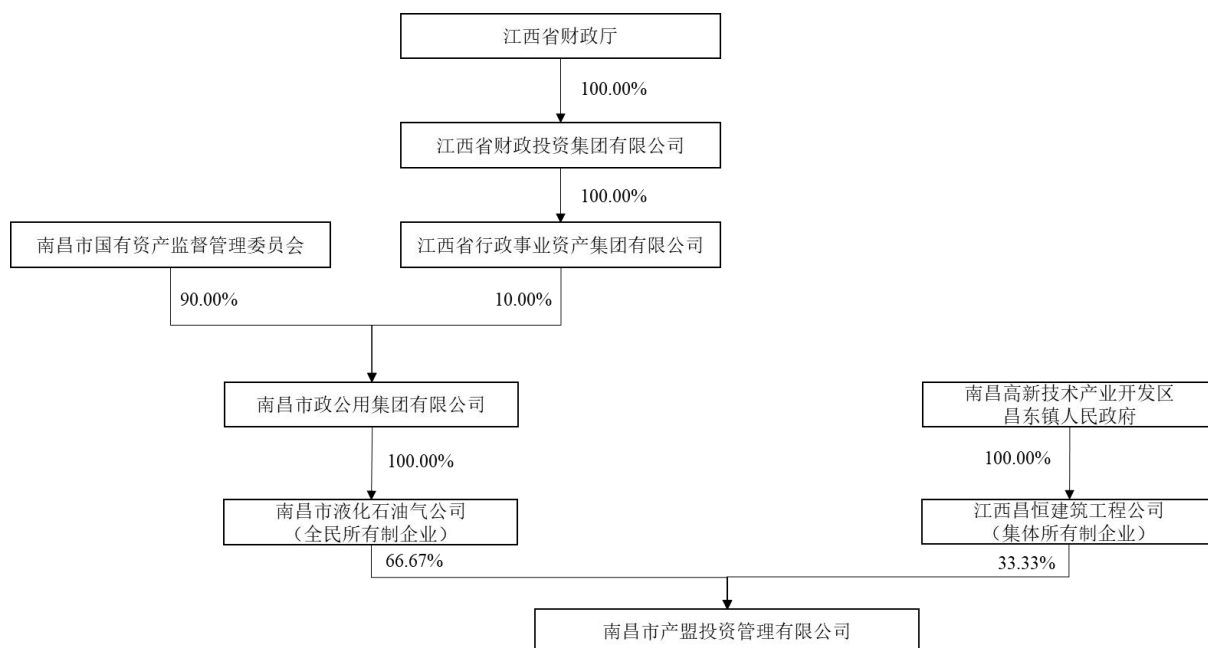 江西省财政厅
100.00%
江西省财政投资集团有限公司
100.00%
南昌市国有资产监督管理委员会
江西省行政事业资产集团有限公司
90.00%
10.00%
南昌市政公用集团有限公司
南昌高新技术产业开发区
昌东镇人民政府
100.00%
100.00%
南昌市液化石油气公司
（全民所有制企业）
江西昌恒建筑工程公司
（集体所有制企业）
66.67%
33.33%
南昌市产盟投资管理有限公司